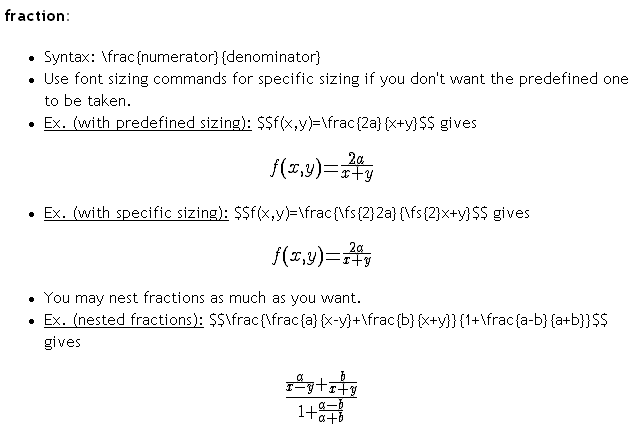 fraction:
• Syntax: \frac{numerator}{denominator}
• Use font sizing commands for specific sizing if you don't want the predefined one
to be taken.
• Ex. (with predefined sizing): $$f(x,y)=\frac{2a}{x+y}$$ gives
f(x,y)=2a/x+y
• Ex. (with specific sizing): $$f(x,y)=\frac{\fs{2}2a}{\fs{2}x+y}$$ gives
f(x,y)=2a/x+y
• You may nest fractions as much as you want.
• Ex. (nested fractions): $$\frac{\frac{a}{x-y}+\frac{b}{x+y}}{1+\frac{a-b}{a+b}}$$
gives
a/x−y+b/x+y
1+a−b/a+b